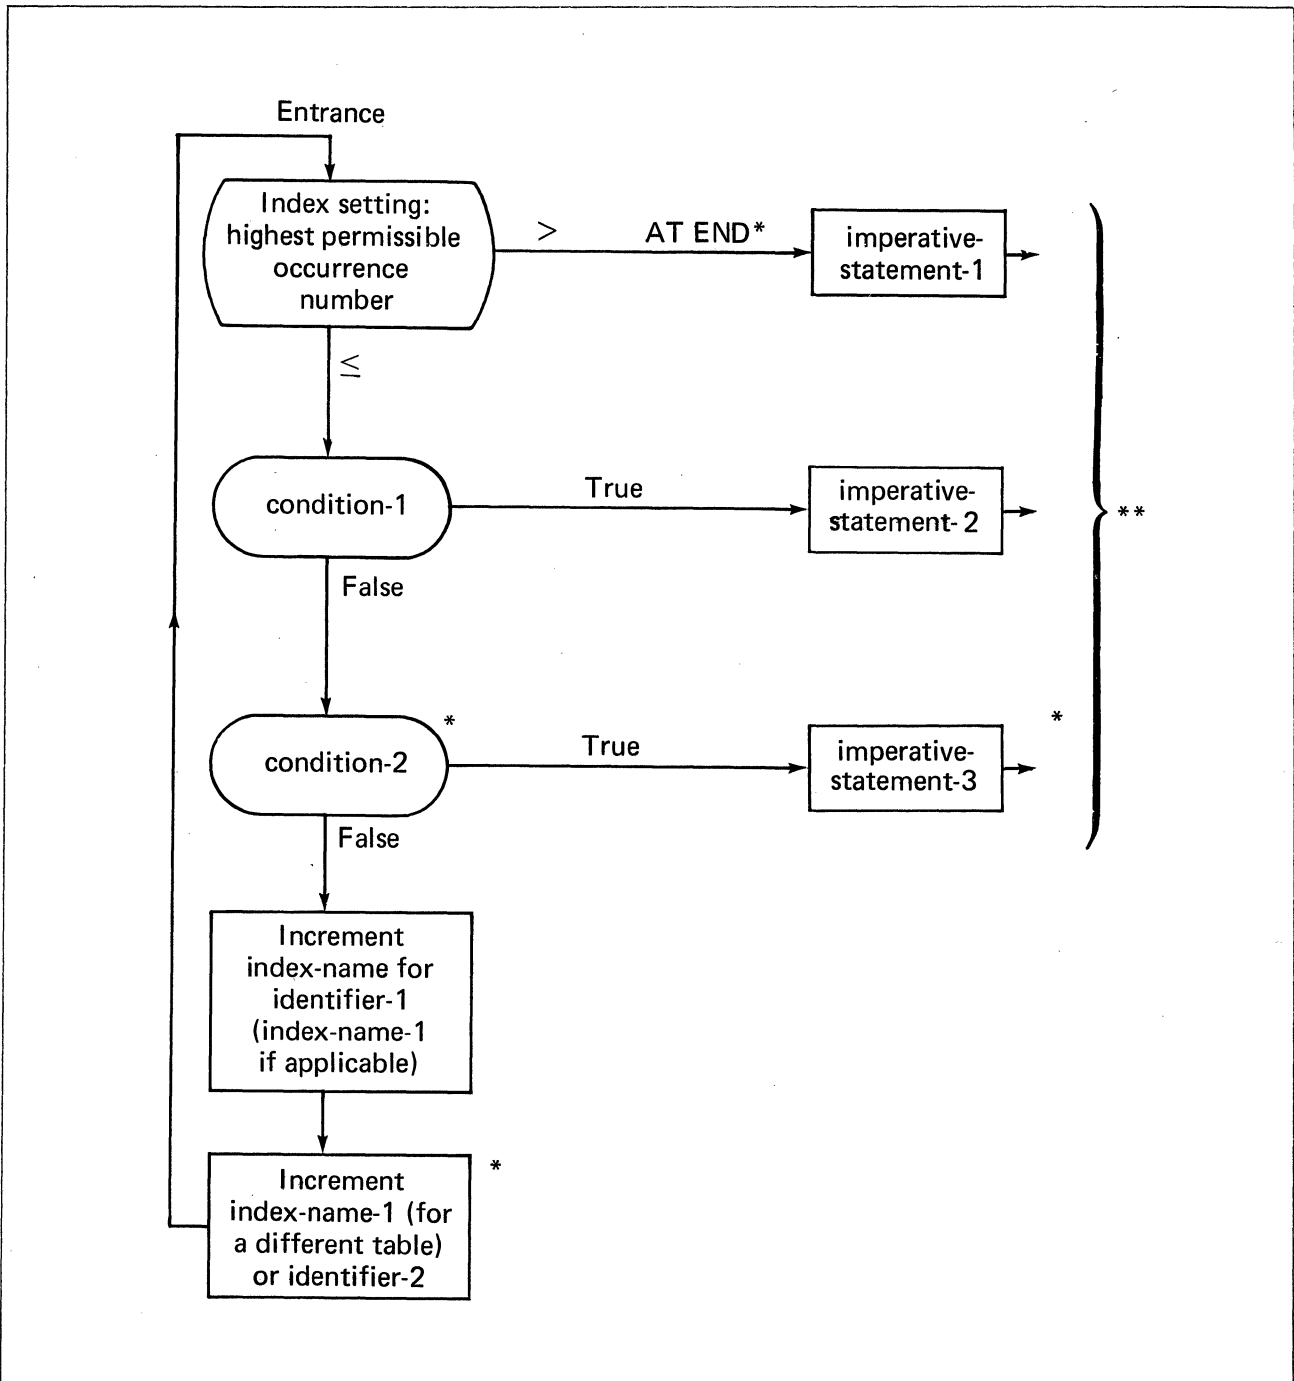 Entrance
Index setting:
highest permissible
occurrence
number
>
AT END*
imperative-
statement-1
≤
condition-1
True
imperative-
statement-2
**
False
condition-2
*
True
imperative-
statement-3
*
False
Increment
index-name for
identifier-1
(index-name-1
if applicable)
Increment
index-name-1 (for
a different table)
or identifier-2
*